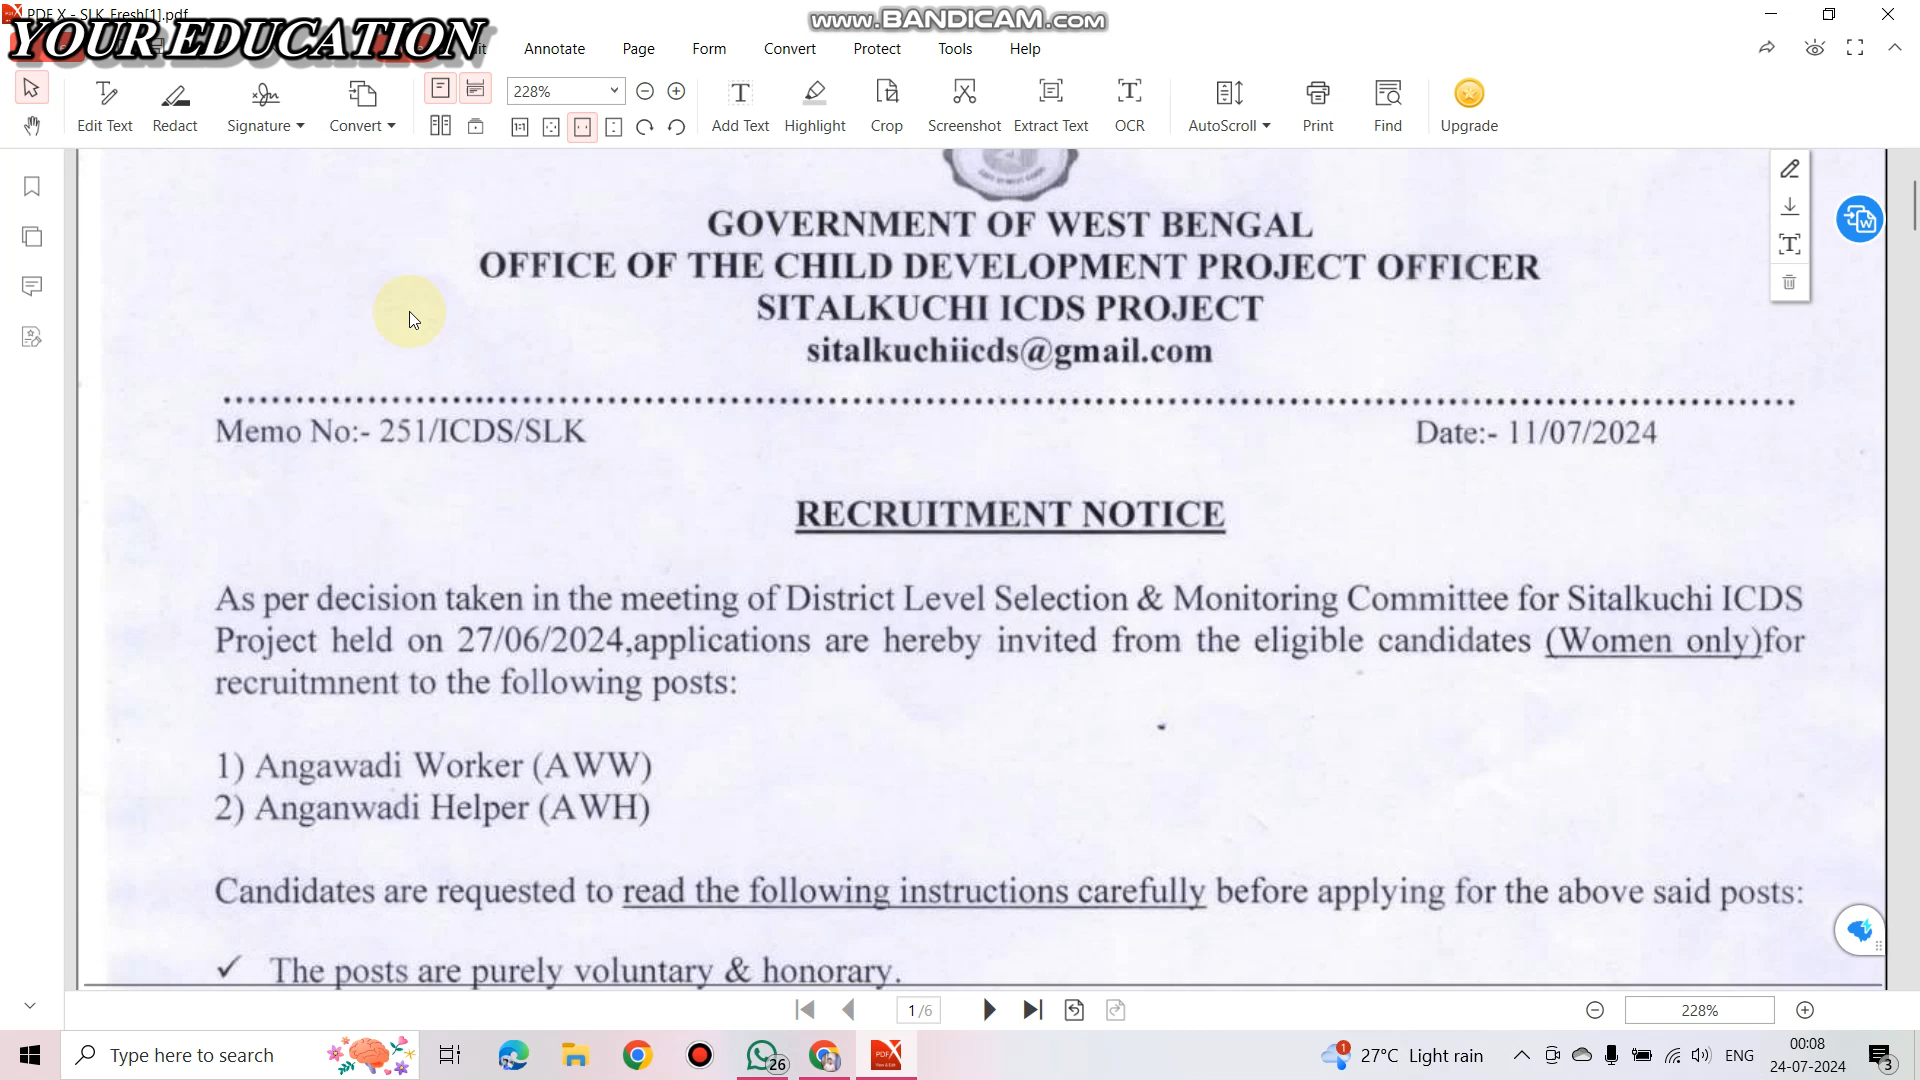 PDF X - SLK_Fresh[1].pdf
YOUR EDUCATION
www.BANDICAM.com
Annotate Page Form Convert Protect Tools Help
228%
Edit Text Redact Signature Convert Add Text Highlight Crop Screenshot Extract Text OCR AutoScroll Print Find Upgrade
GOVERNMENT OF WEST BENGAL
OFFICE OF THE CHILD DEVELOPMENT PROJECT OFFICER
SITALKUCHI ICDS PROJECT
sitalkuchiicds@gmail.com
Memo No:- 251/ICDS/SLK Date:- 11/07/2024
RECRUITMENT NOTICE
As per decision taken in the meeting of District Level Selection & Monitoring Committee for Sitalkuchi ICDS
Project held on 27/06/2024,applications are hereby invited from the eligible candidates (Women only)for
recruitmnent to the following posts:
1) Angawadi Worker (AWW)
2) Anganwadi Helper (AWH)
Candidates are requested to read the following instructions carefully before applying for the above said posts:
✓ The posts are purely voluntary & honorary.
1 /6
228%
Type here to search
26
1
27°C Light rain
ENG
00:08
24-07-2024
3